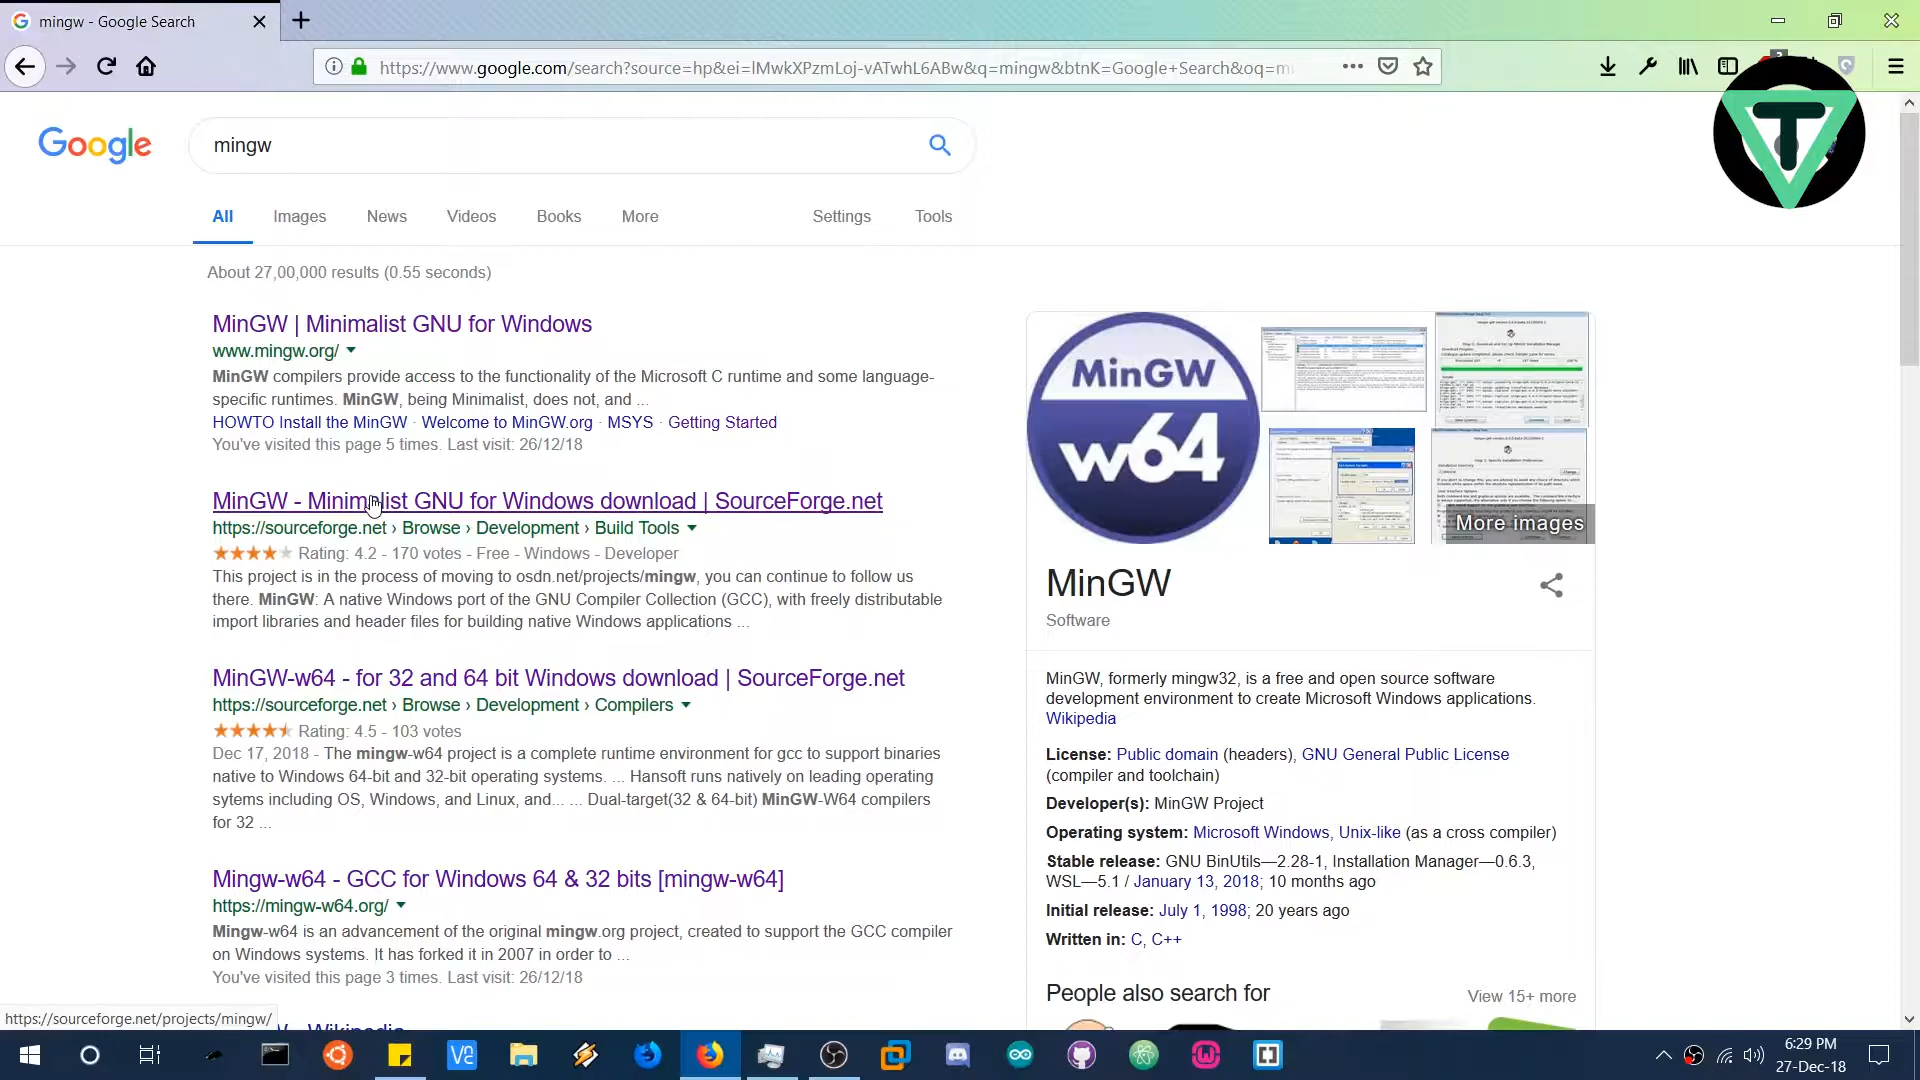 mingw - Google Search
https://www.google.com/search?source=hp&ei=lMwkXPzmLoj-vATwhL6ABw&q=mingw&btnK=Google+Search&oq=m
Google
mingw
T
All Images News Videos Books More Settings Tools
About 27,00,000 results (0.55 seconds)
MinGW | Minimalist GNU for Windows
www.mingw.org/
MinGW compilers provide access to the functionality of the Microsoft C runtime and some language-
specific runtimes. MinGW, being Minimalist, does not, and ...
HOWTO Install the MinGW · Welcome to MinGW.org · MSYS · Getting Started
You've visited this page 5 times. Last visit: 26/12/18
MinGW - Minimalist GNU for Windows download | SourceForge.net
https://sourceforge.net › Browse › Development › Build Tools
Rating: 4.2 - 170 votes - Free - Windows - Developer
This project is in the process of moving to osdn.net/projects/mingw, you can continue to follow us
there. MinGW: A native Windows port of the GNU Compiler Collection (GCC), with freely distributable
import libraries and header files for building native Windows applications ...
MinGW-w64 - for 32 and 64 bit Windows download | SourceForge.net
https://sourceforge.net › Browse › Development › Compilers
Rating: 4.5 - 103 votes
Dec 17, 2018 - The mingw-w64 project is a complete runtime environment for gcc to support binaries
native to Windows 64-bit and 32-bit operating systems. ... Hansoft runs natively on leading operating
sytems including OS, Windows, and Linux, and... ... Dual-target(32 & 64-bit) MinGW-W64 compilers
for 32 ...
Mingw-w64 - GCC for Windows 64 & 32 bits [mingw-w64]
https://mingw-w64.org/
Mingw-w64 is an advancement of the original mingw.org project, created to support the GCC compiler
on Windows systems. It has forked it in 2007 in order to ...
You've visited this page 3 times. Last visit: 26/12/18
Wikipedia
https://sourceforge.net/projects/mingw/
MinGW
w64
More images
MinGW
Software
MinGW, formerly mingw32, is a free and open source software
development environment to create Microsoft Windows applications.
Wikipedia
License: Public domain (headers), GNU General Public License
(compiler and toolchain)
Developer(s): MinGW Project
Operating system: Microsoft Windows, Unix-like (as a cross compiler)
Stable release: GNU BinUtils—2.28-1, Installation Manager—0.6.3,
WSL—5.1 / January 13, 2018; 10 months ago
Initial release: July 1, 1998; 20 years ago
Written in: C, C++
People also search for
View 15+ more
6:29 PM
27-Dec-18